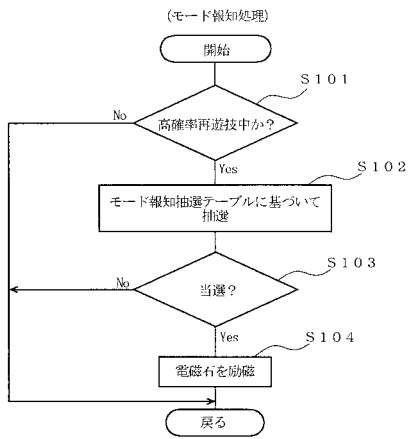 (モード報知処理)
開始
S101
高確率再遊技中か?
No
Yes
S102
モード報知抽選テーブルに基づいて
抽選
S103
当選?
No
Yes
S104
電磁石を励磁
戻る